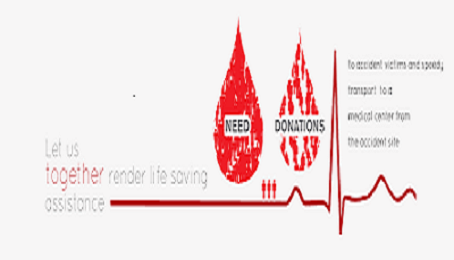 NEED
DONATIONS
To accident victims and speedy
transport to a
medical center from
the accident site
Let us
together render life saving
assistance